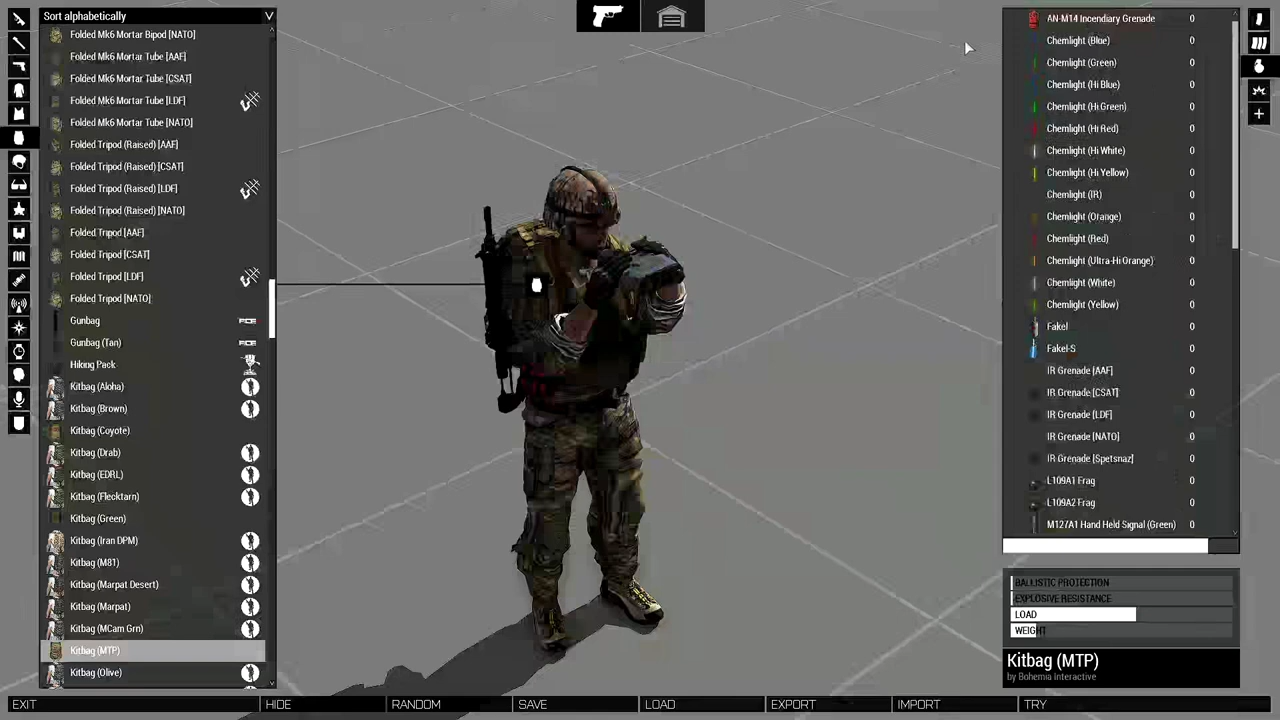 Sort alphabetically
Folded Mk6 Mortar Bipod [NATO]
Folded Mk6 Mortar Tube [AAF]
Folded Mk6 Mortar Tube [CSAT]
Folded Mk6 Mortar Tube [LDF]
Folded Mk6 Mortar Tube [NATO]
Folded Tripod (Raised) [AAF]
Folded Tripod (Raised) [CSAT]
Folded Tripod (Raised) [LDF]
Folded Tripod (Raised) [NATO]
Folded Tripod [AAF]
Folded Tripod [CSAT]
Folded Tripod [LDF]
Folded Tripod [NATO]
Gunbag
Gunbag (Tan)
Hiking Pack
Kitbag (Aloha)
Kitbag (Brown)
Kitbag (Coyote)
Kitbag (Drab)
Kitbag (EDRL)
Kitbag (Flecktarn)
Kitbag (Green)
Kitbag (Iran DPM)
Kitbag (M81)
Kitbag (Marpat Desert)
Kitbag (Marpat)
Kitbag (MCam Grn)
Kitbag (MTP)
Kitbag (Olive)
AN-M14 Incendiary Grenade 0
Chemlight (Blue) 0
Chemlight (Green) 0
Chemlight (Hi Blue) 0
Chemlight (Hi Green) 0
Chemlight (Hi Red) 0
Chemlight (Hi White) 0
Chemlight (Hi Yellow) 0
Chemlight (IR) 0
Chemlight (Orange) 0
Chemlight (Red) 0
Chemlight (Ultra-Hi Orange) 0
Chemlight (White) 0
Chemlight (Yellow) 0
Fakel 0
Fakel-S 0
IR Grenade [AAF] 0
IR Grenade [CSAT] 0
IR Grenade [LDF] 0
IR Grenade [NATO] 0
IR Grenade [Spetsnaz] 0
L109A1 Frag 0
L109A2 Frag 0
M127A1 Hand Held Signal (Green) 0
BALLISTIC PROTECTION
EXPLOSIVE RESISTANCE
LOAD
WEIGHT
Kitbag (MTP)
by Bohemia Interactive
EXIT HIDE RANDOM SAVE LOAD EXPORT IMPORT TRY